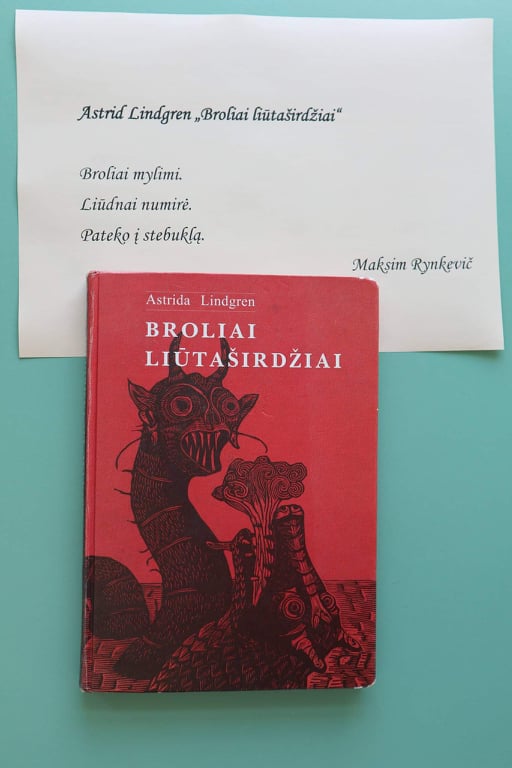 Astrid Lindgren „Broliai liūtaširdžiai“
Broliai mylimi.
Liūdnai numirė.
Pateko į stebuklą.
Maksim Rynkevič
Astrida Lindgren
BROLIAI
LIŪTAŠIRDŽIAI